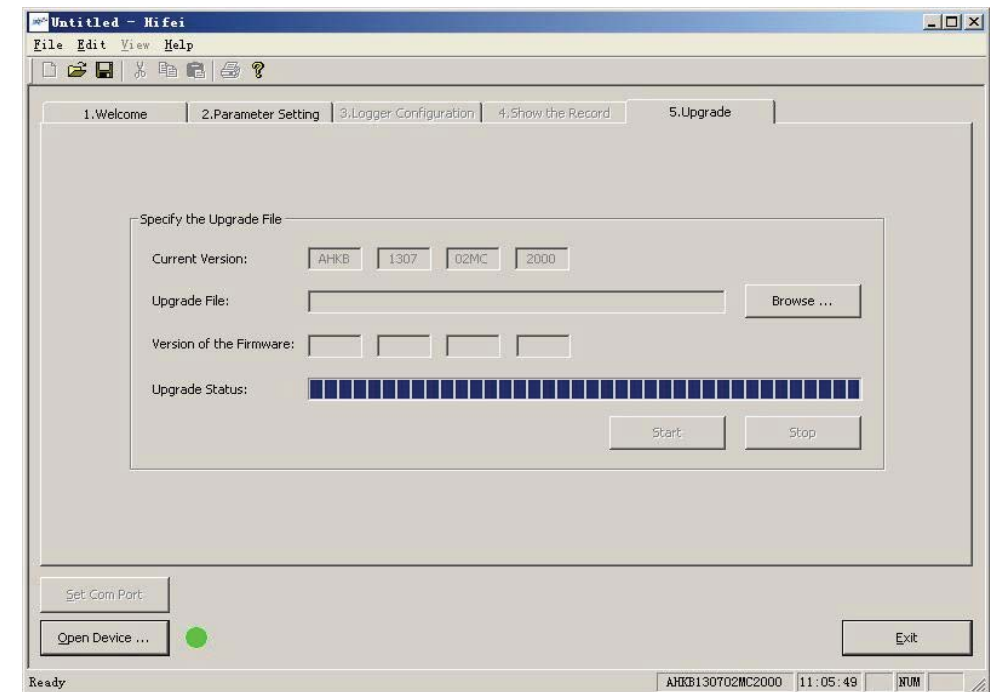 Untitled - Hifei
File Edit View Help
1.Welcome 2.Parameter Setting 3.Logger Configuration 4.Show the Record 5.Upgrade
Specify the Upgrade File
Current Version: AHKB 1307 02MC 2000
Upgrade File: Browse ...
Version of the Firmware:
Upgrade Status:
Start Stop
Set Com Port
Open Device ... Exit
Ready AHKB130702MC2000 11:05:49 NUM